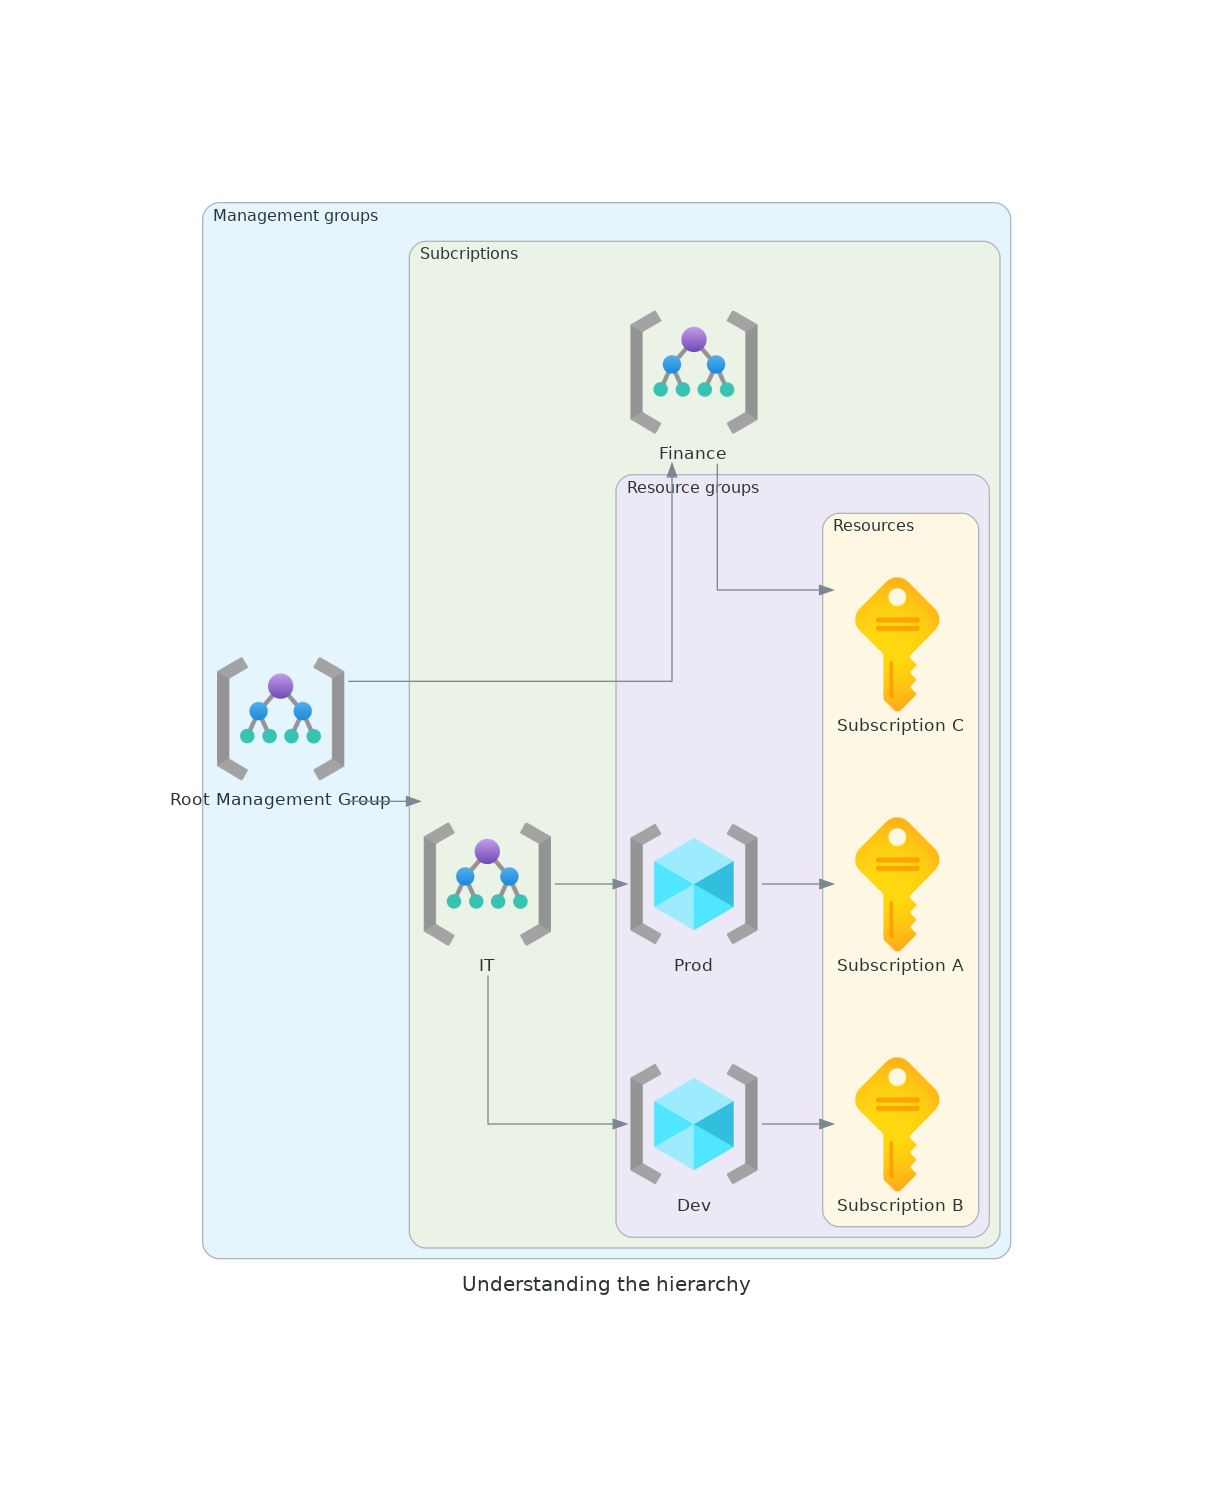 Management groups
Subcriptions
Finance
Resource groups
Resources
Subscription C
Root Management Group
IT
Prod
Subscription A
Dev
Subscription B
Understanding the hierarchy